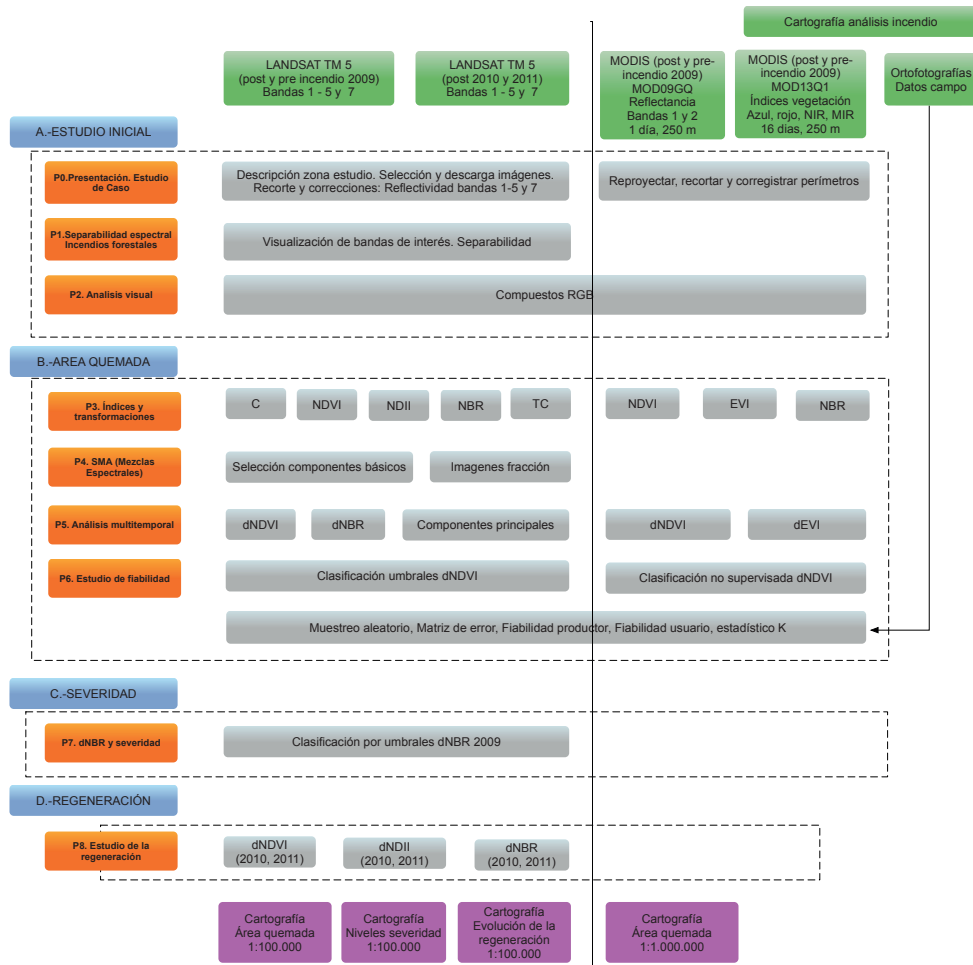 Cartografía análisis incendio
LANDSAT TM 5
(post y pre incendio 2009)
Bandas 1 - 5 y 7
LANDSAT TM 5
(post 2010 y 2011)
Bandas 1 - 5 y 7
MODIS (post y pre-
incendio 2009)
MOD09GQ
Reflectancia
Bandas 1 y 2
1 día, 250 m
MODIS (post y pre-
incendio 2009)
MOD13Q1
Índices vegetación
Azul, rojo, NIR, MIR
16 dias, 250 m
Ortofotografías
Datos campo
A.-ESTUDIO INICIAL
P0.Presentación. Estudio
de Caso
Descripción zona estudio. Selección y descarga imágenes.
Recorte y correcciones: Reflectividad bandas 1-5 y 7
Reproyectar, recortar y corregistrar perímetros
P1.Separabilidad espectral
Incendios forestales
Visualización de bandas de interés. Separabilidad
P2. Analisis visual
Compuestos RGB
B.-AREA QUEMADA
P3. Índices y
transformaciones
C
NDVI
NDII
NBR
TC
NDVI
EVI
NBR
P4. SMA (Mezclas
Espectrales)
Selección componentes básicos
Imagenes fracción
P5. Análisis multitemporal
dNDVI
dNBR
Componentes principales
dNDVI
dEVI
P6. Estudio de fiabilidad
Clasificación umbrales dNDVI
Clasificación no supervisada dNDVI
Muestreo aleatorio, Matriz de error, Fiabilidad productor, Fiabilidad usuario, estadístico K
C.-SEVERIDAD
P7. dNBR y severidad
Clasificación por umbrales dNBR 2009
D.-REGENERACIÓN
P8. Estudio de la
regeneración
dNDVI
(2010, 2011)
dNDII
(2010, 2011)
dNBR
(2010, 2011)
Cartografía
Área quemada
1:100.000
Cartografía
Niveles severidad
1:100.000
Cartografía
Evolución de la
regeneración
1:100.000
Cartografía
Área quemada
1:1.000.000